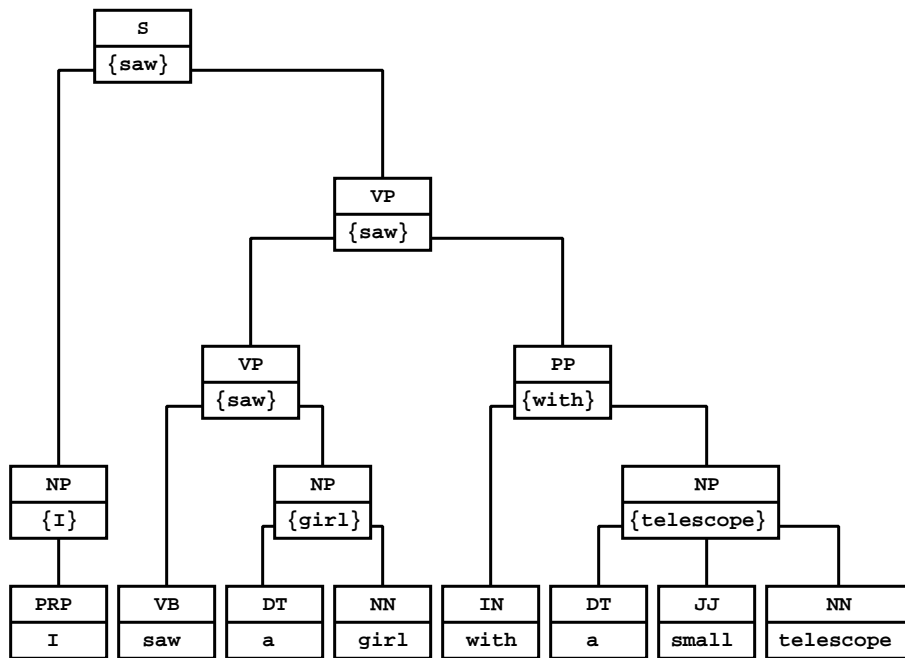 S
{saw}
VP
{saw}
VP
{saw}
PP
{with}
NP
{I}
NP
{girl}
NP
{telescope}
PRP
I
VB
saw
DT
a
NN
girl
IN
with
DT
a
JJ
small
NN
telescope